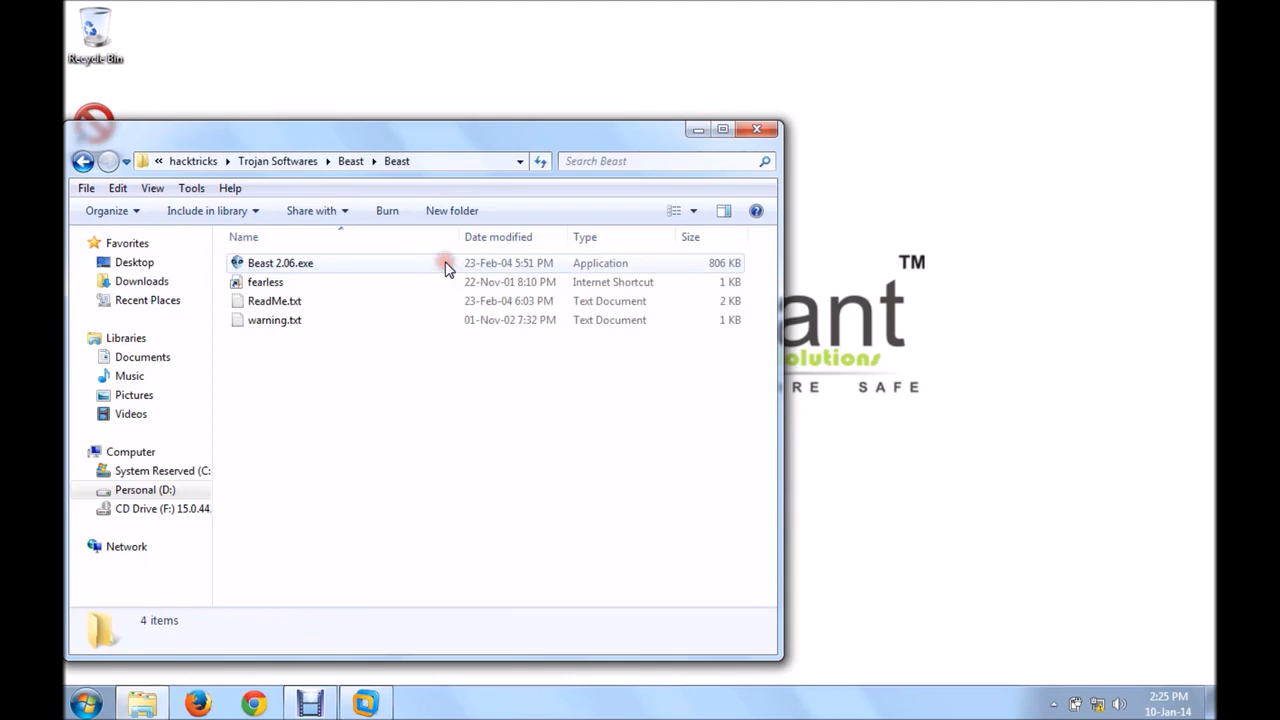 Recycle Bin
hacktricks Trojan Softwares Beast Beast
Search Beast
File Edit View Tools Help
Organize Include in library Share with Burn New folder
Name Date modified Type Size
Favorites
Desktop
Downloads
Recent Places
Libraries
Documents
Music
Pictures
Videos
Computer
System Reserved (C:
Personal (D:)
CD Drive (F:) 15.0.44.
Network
Beast 2.06.exe 23-Feb-04 5:51 PM Application 806 KB
fearless 22-Nov-01 8:10 PM Internet Shortcut 1 KB
ReadMe.txt 23-Feb-04 6:03 PM Text Document 2 KB
warning.txt 01-Nov-02 7:32 PM Text Document 1 KB
4 items
TM
ant
olutions
RE SAFE
2:25 PM
10-Jan-14